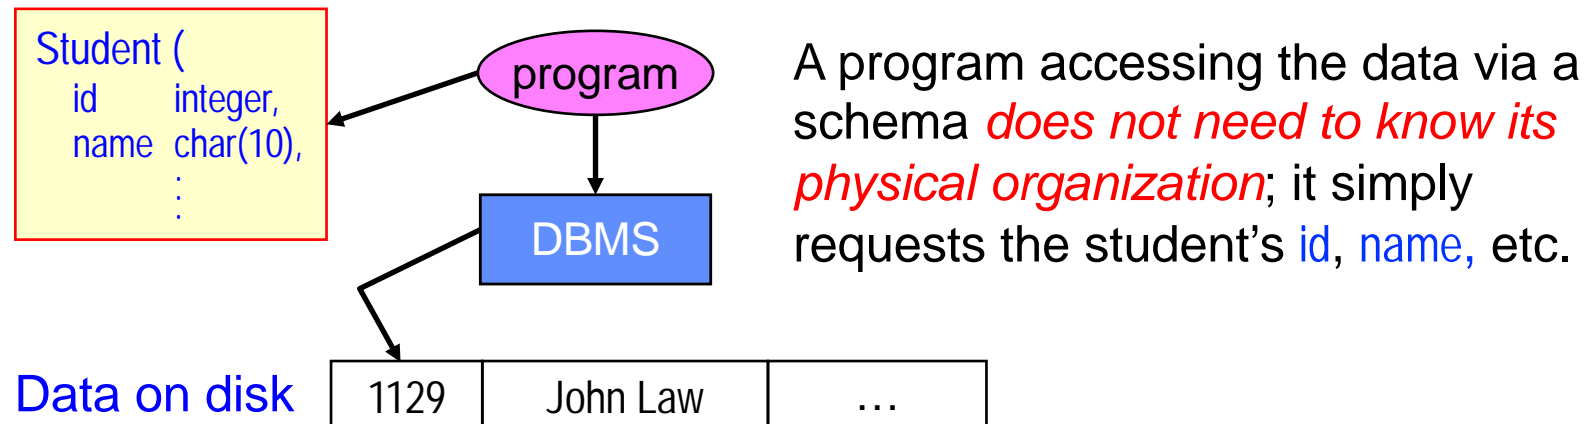 Student (
id integer,
name char(10),
:
program
DBMS
A program accessing the data via a
schema does not need to know its
physical organization; it simply
requests the student's id, name, etc.
Data on disk
1129 John Law …